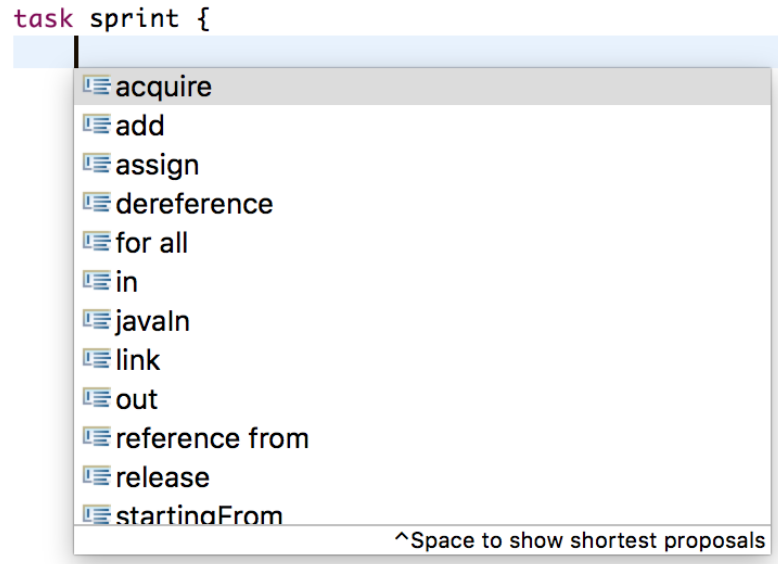 task sprint {
acquire
add
assign
dereference
for all
in
javaIn
link
out
reference from
release
startingFrom
^Space to show shortest proposals